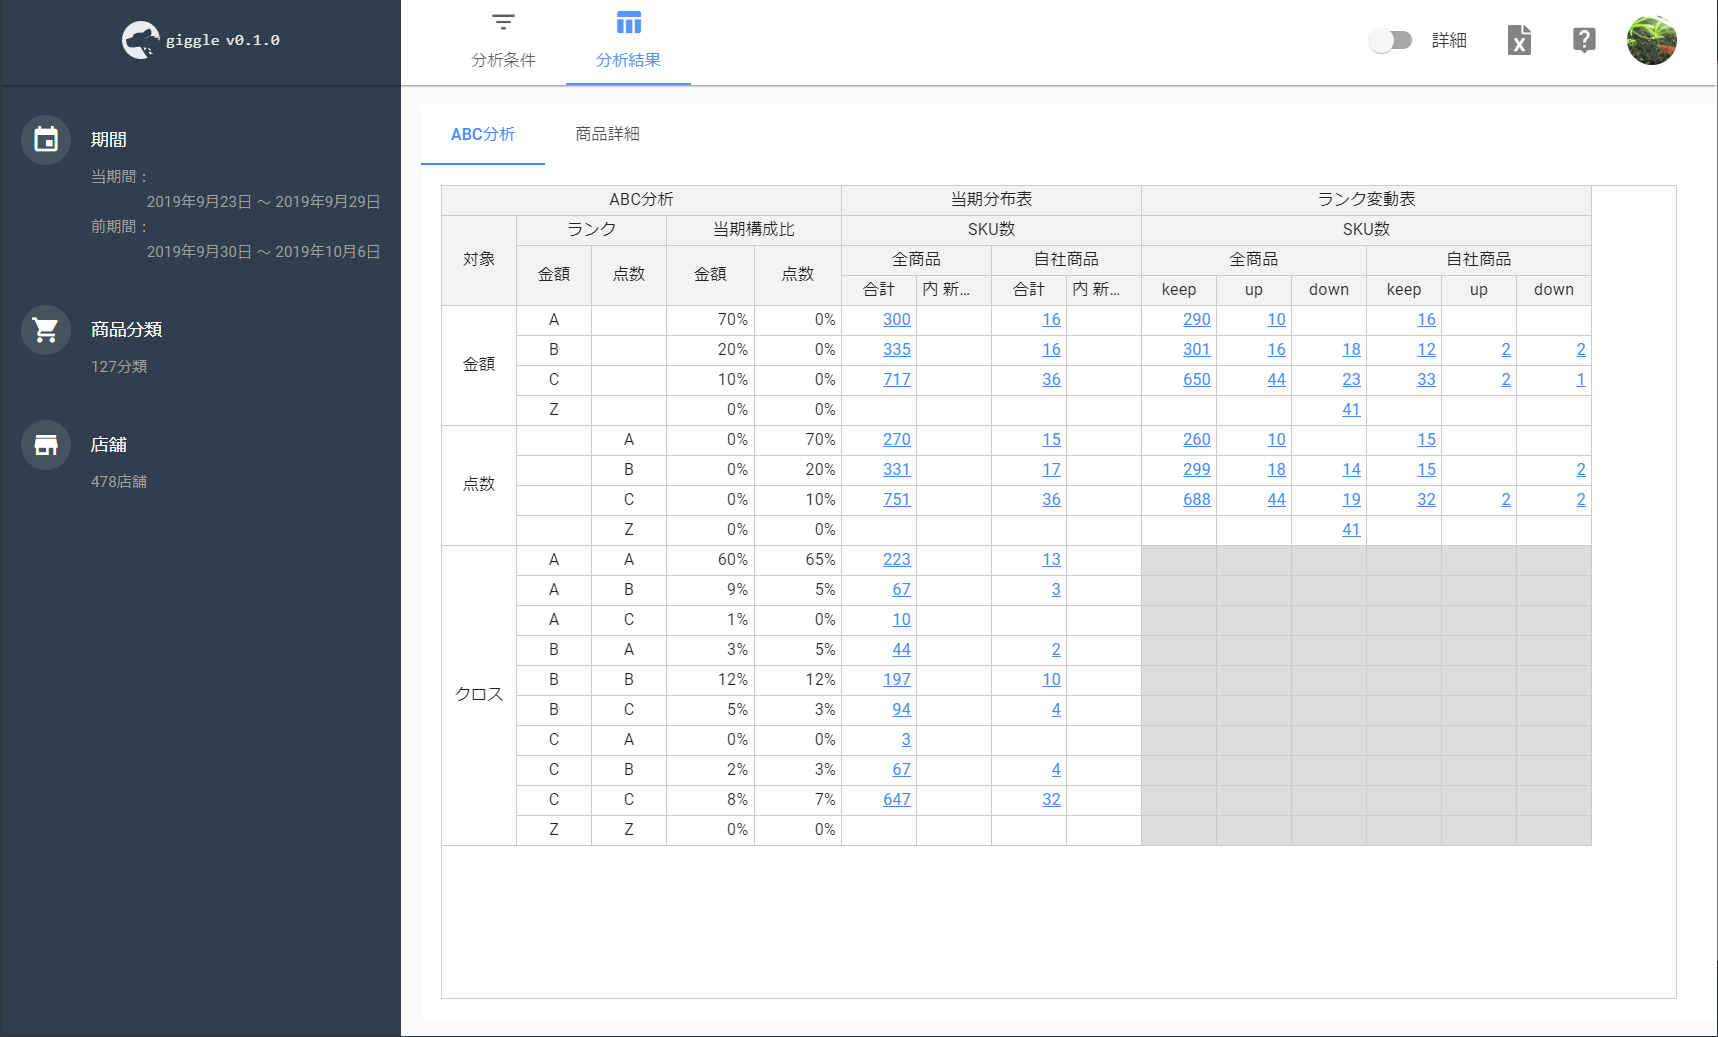 giggle v0.1.0
分析条件
分析結果
詳細
期間
当期間：
2019年9月23日 ～ 2019年9月29日
前期間：
2019年9月30日 ～ 2019年10月6日
商品分類
127分類
店舗
478店舗
ABC分析 商品詳細
ABC分析 当期分布表 ランク変動表
対象 ランク 当期構成比 SKU数 SKU数
金額 点数 金額 点数 全商品 自社商品 全商品 自社商品
合計 内 新... 合計 内 新... keep up down keep up down
金額
A 70% 0% 300 16 290 10 16
B 20% 0% 335 16 301 16 18 12 2 2
C 10% 0% 717 36 650 44 23 33 2 1
Z 0% 0% 41
点数
A 0% 70% 270 15 260 10 15
B 0% 20% 331 17 299 18 14 15 2
C 0% 10% 751 36 688 44 19 32 2 2
Z 0% 0% 41
クロス
A A 60% 65% 223 13
A B 9% 5% 67 3
A C 1% 0% 10
B A 3% 5% 44 2
B B 12% 12% 197 10
B C 5% 3% 94 4
C A 0% 0% 3
C B 2% 3% 67 4
C C 8% 7% 647 32
Z Z 0% 0%